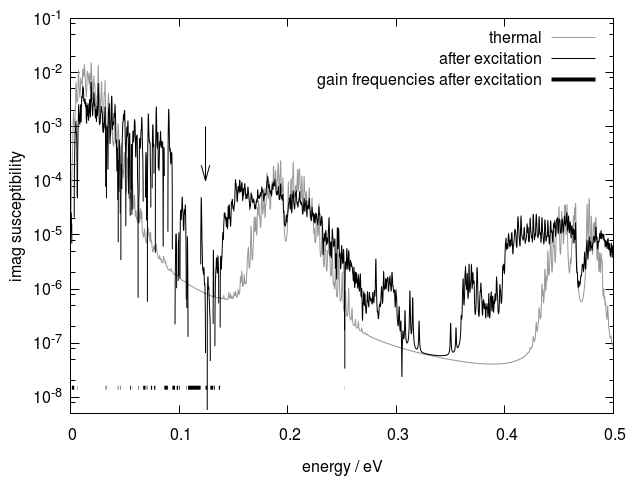 10-1
thermal
after excitation
gain frequencies after excitation
10-2
10-3
10-4
10-5
10-6
10-7
10-8
imag susceptibility
0 0.1 0.2 0.3 0.4 0.5
energy / eV